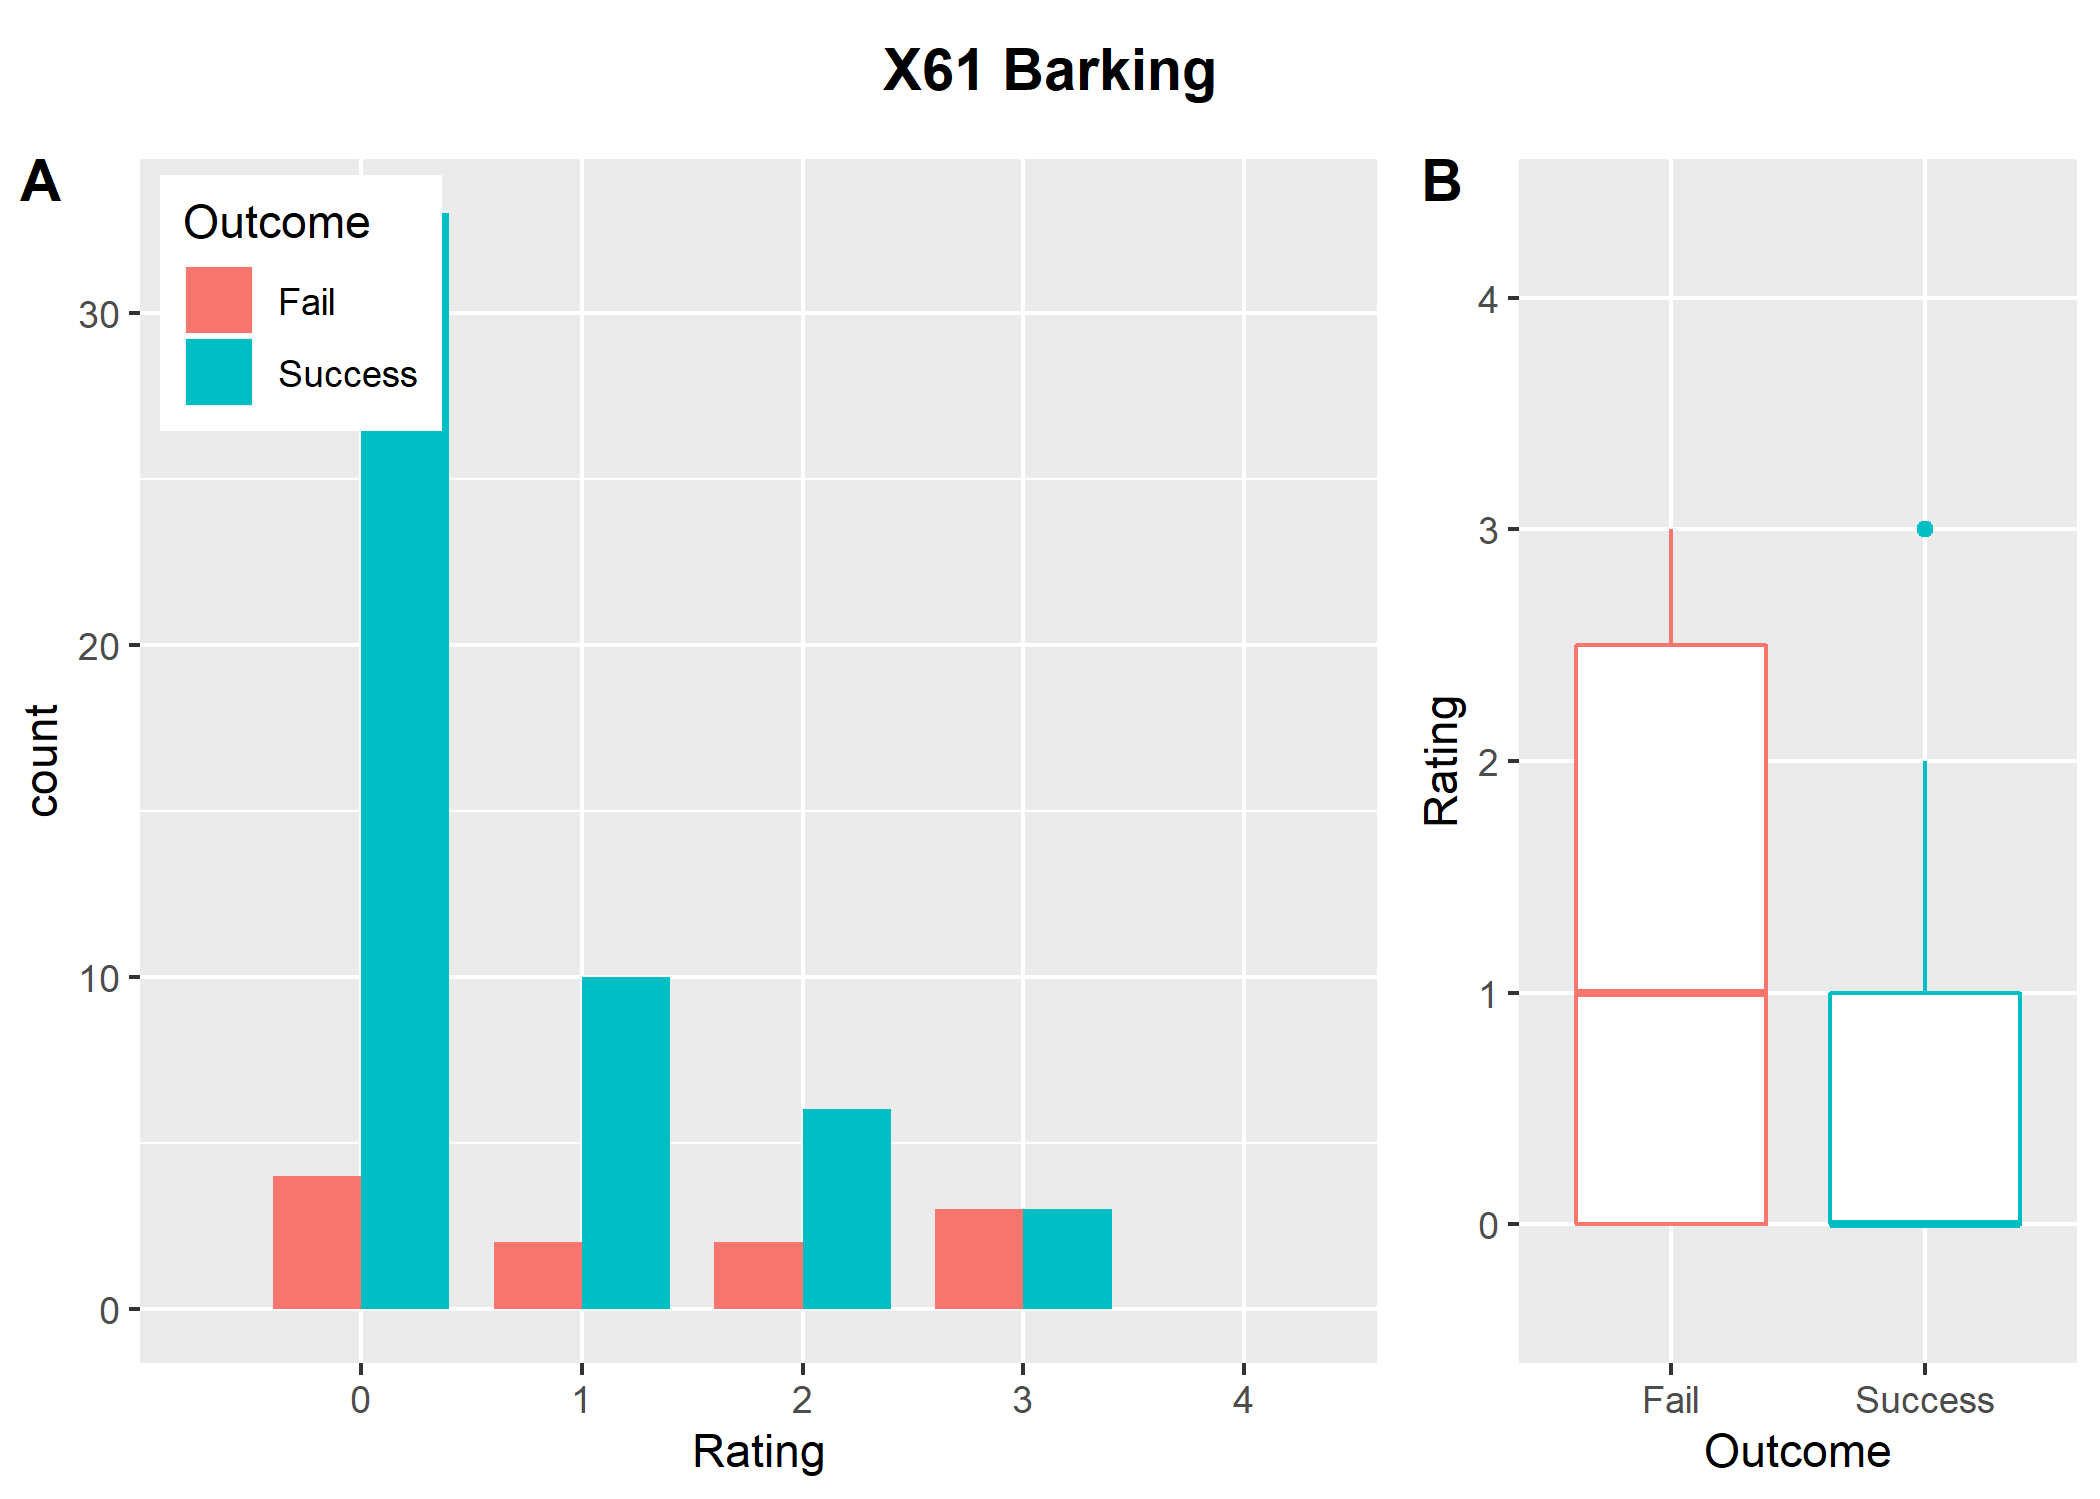 X61 Barking
A
Outcome
Fail
Success
30
20
10
0
count
0 1 2 3 4
Rating
B
4
3
2
1
0
Rating
Fail Success
Outcome